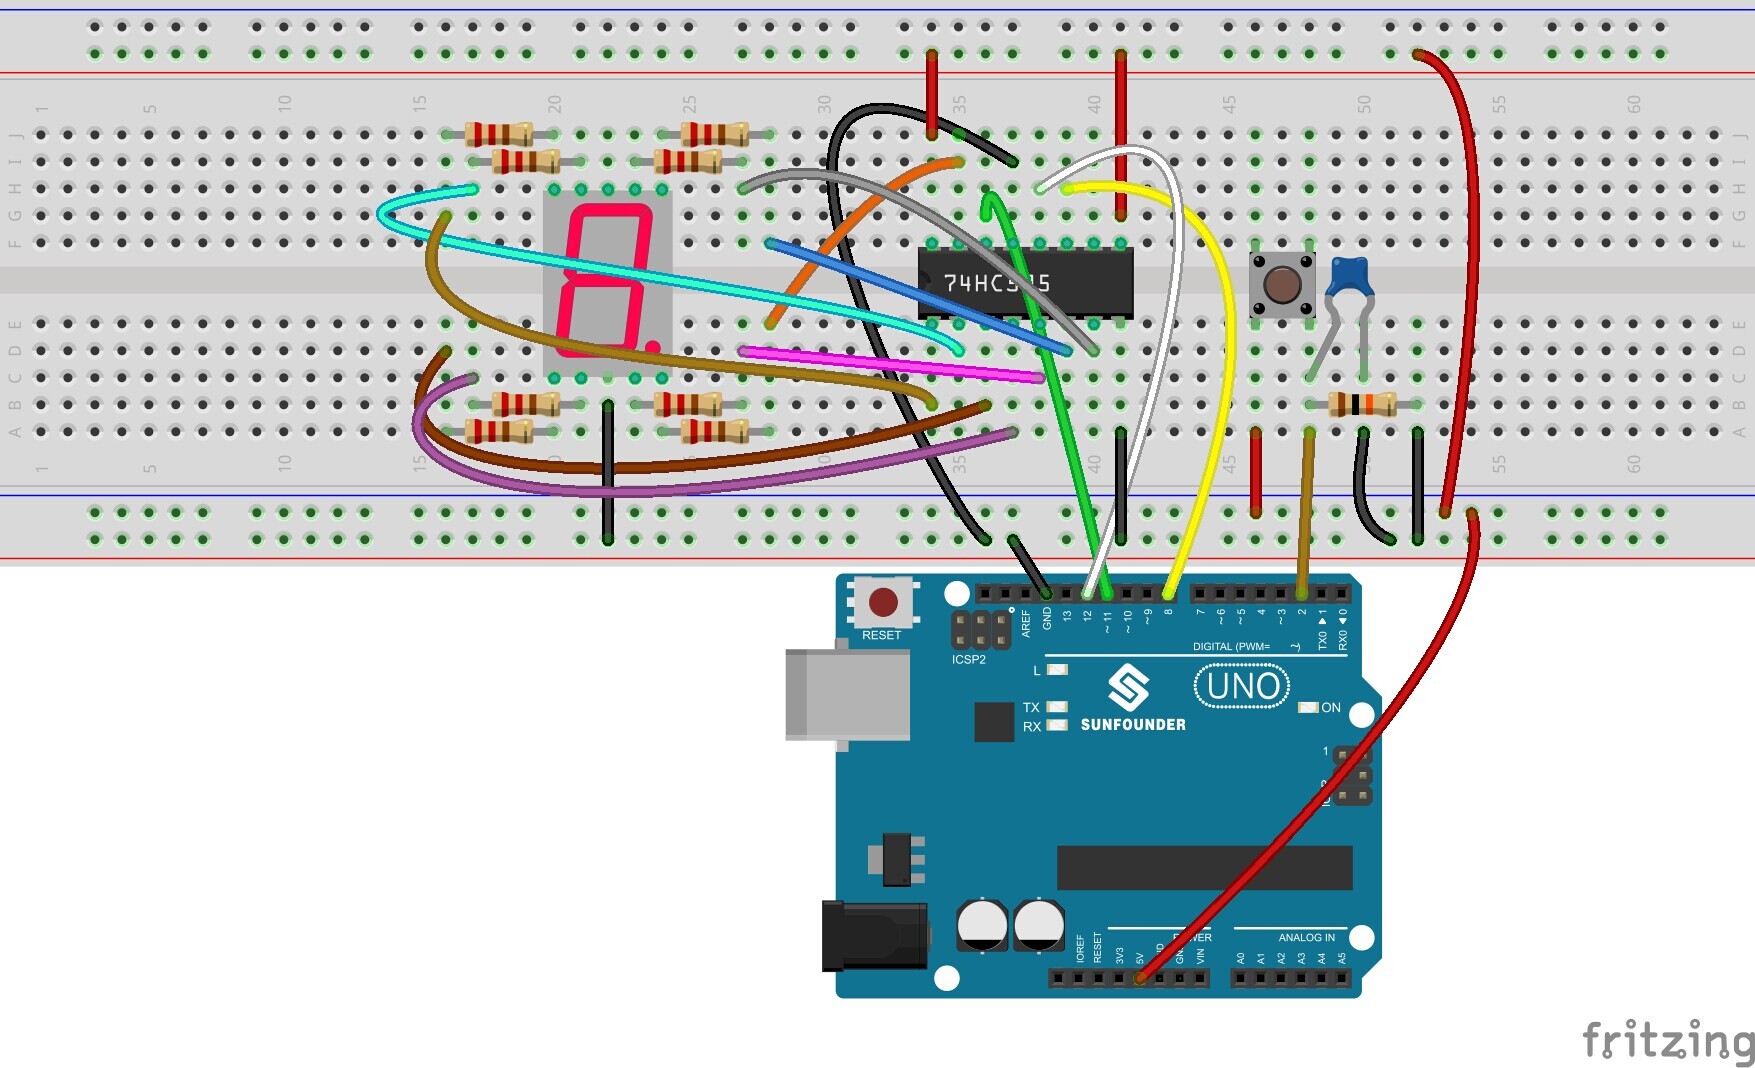 1 5 10 15 20 25 30 35 40 45 50 55 60
J J
I I
H H
G G
F F
74HC595
E E
D D
C C
B B
A A
1 5 10 15 20 25 30 35 40 45 50 55 60
RESET
ICSP2
AREF GND 13 12 ~11 ~10 ~9 8 7 ~6 ~5 4 ~3 2 TX0▶1 RX0◀0
DIGITAL (PWM= ~)
L
TX
RX
UNO
SUNFOUNDER
ON
1
POWER ANALOG IN
IOREF RESET 3V3 5V GND VIN A0 A1 A2 A3 A4 A5
fritzing